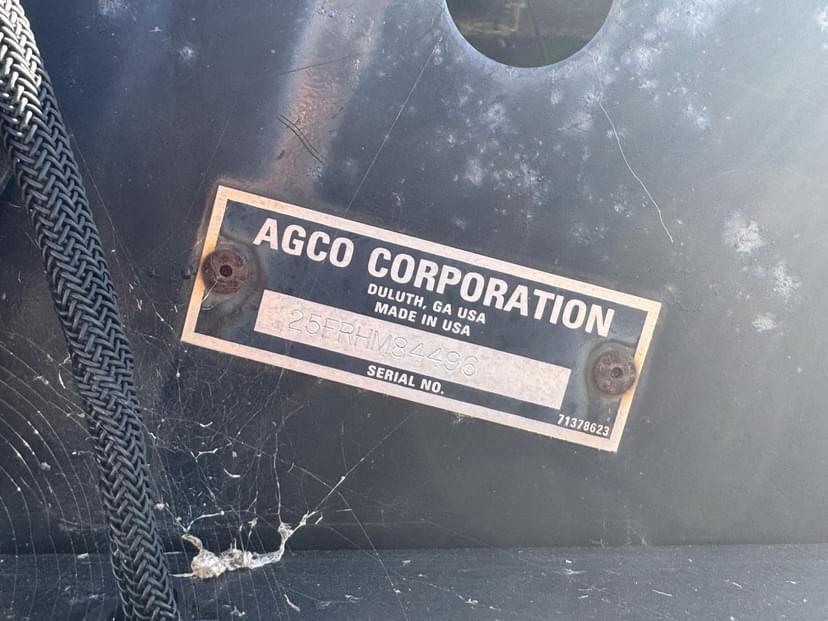 AGCO CORPORATION
DULUTH, GA USA
MADE IN USA
25FRHM84496
SERIAL NO.
71378623